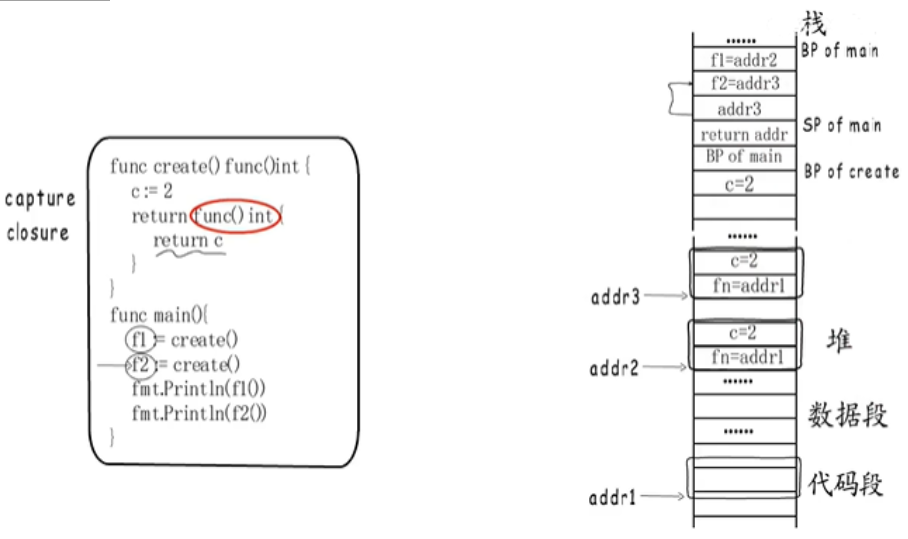 capture
closure
func create() func()int {
c := 2
return func() int {
return c
}
}
func main(){
f1 := create()
f2 := create()
fmt.Println(f1())
fmt.Println(f2())
}
栈
......
BP of main
f1=addr2
f2=addr3
addr3
SP of main
return addr
BP of main
BP of create
c=2
......
c=2
fn=addr1
addr3
c=2
堆
fn=addr1
addr2
......
数据段
......
代码段
addr1